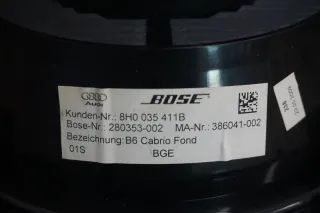 Audi BOSE
Kunden-Nr.: 8H0 035 411B
Bose-Nr.: 280353-002 MA-Nr.: 386041-002
Bezeichnung: B6 Cabrio Fond
01S BGE